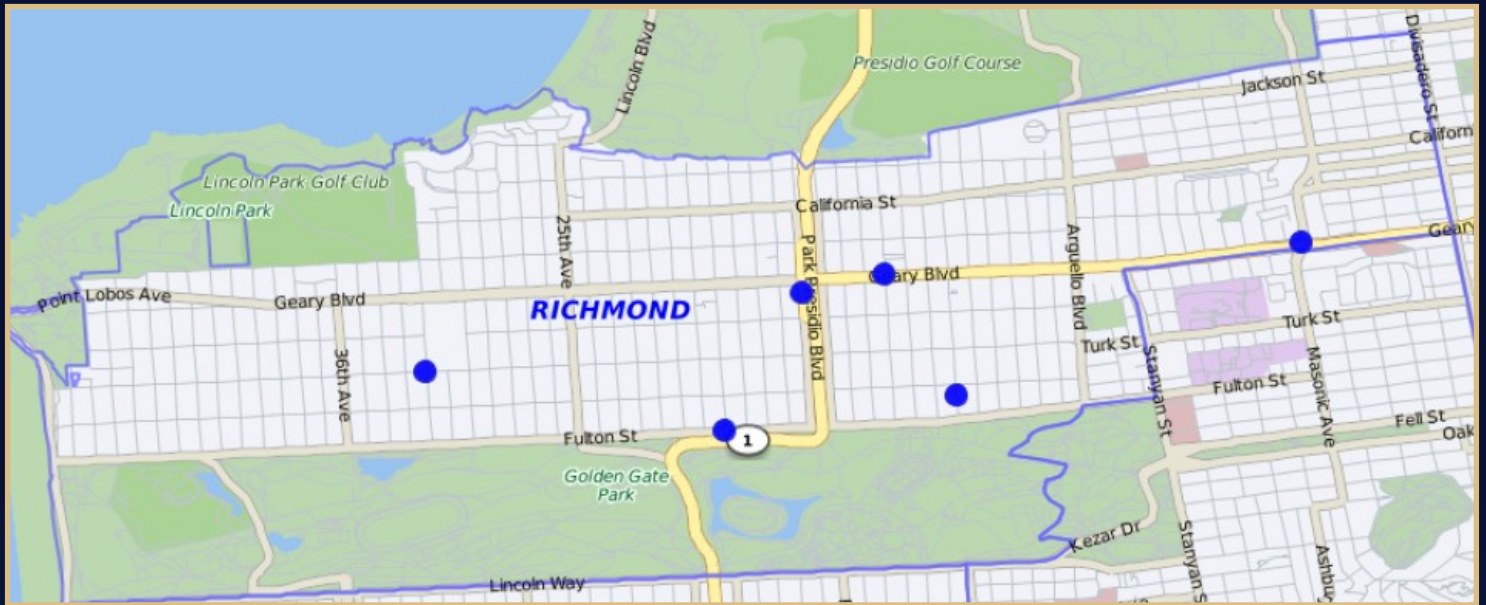 Lincoln Blvd
Presidio Golf Course
Divisadero St
Jackson St
Californ
Lincoln Park Golf Club
Lincoln Park
California St
25th Ave
Park Presidio Blvd
Arguello Blvd
Geary
Point Lobos Ave
Geary Blvd
RICHMOND
Geary Blvd
Turk St
Turk St
36th Ave
Stanyan St
Masonic Ave
Fulton St
Fell St
Fulton St
1
Oak
Golden Gate
Park
Kezar Dr
Stanyan S
Ashbu
Lincoln Way